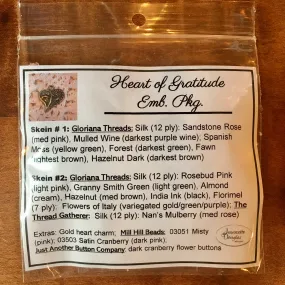 Heart of Gratitude
Emb. Pkg.
Skein # 1: Gloriana Threads: Silk (12 ply): Sandstone Rose
(med pink), Mulled Wine (darkest purple wine); Spanish
Moss (yellow green), Forest (darkest green), Fawn
(lightest brown), Hazelnut Dark (darkest brown)
Skein #2: Gloriana Threads: Silk (12 ply): Rosebud Pink
(light pink), Granny Smith Green (light green), Almond
(cream), Hazelnut (med brown), India Ink (black), Florimel
(7 ply): Flowers of Italy (variegated gold/green/purple); The
Thread Gatherer: Silk (12 ply): Nan's Mulberry (med rose)
Extras: Gold heart charm; Mill Hill Beads: 03051 Misty
(pink); 03503 Satin Cranberry (dark pink);
Just Another Button Company: dark cranberry flower buttons